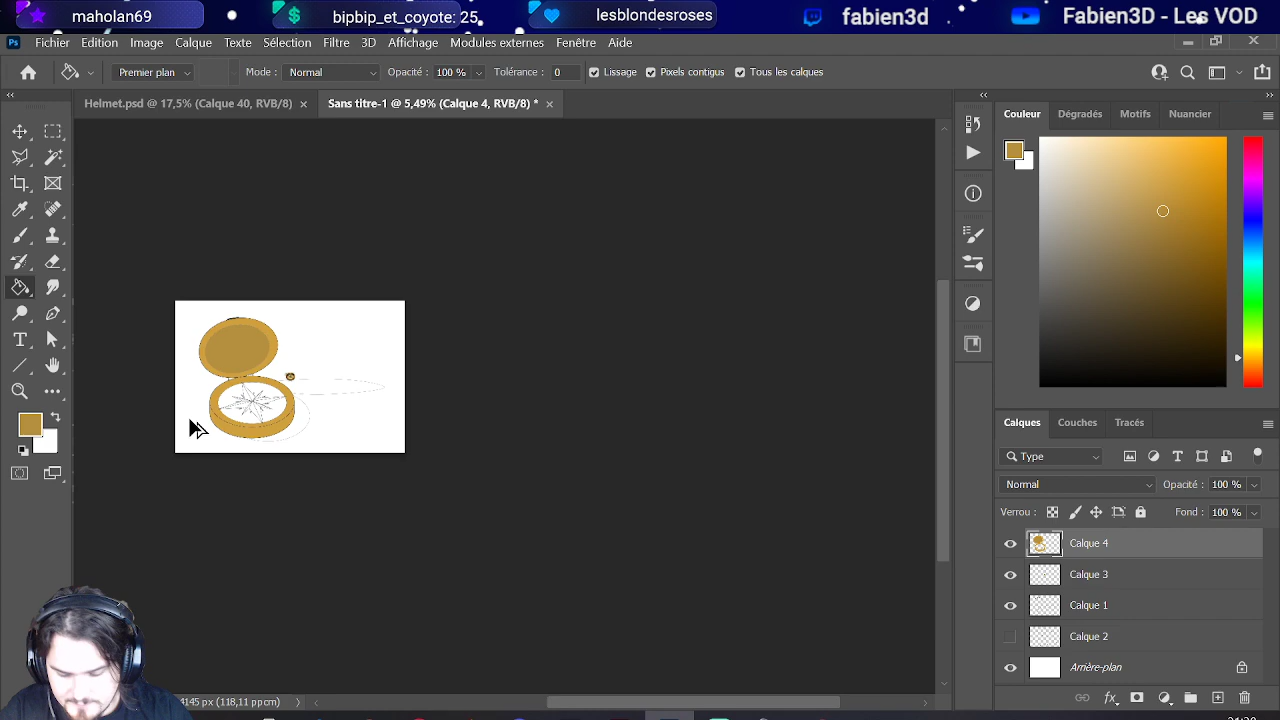 maholan69
bipbip_et_coyote: 25
lesblondesroses
fabien3d
Fabien3D - Les VOD
Ps
Fichier Edition Image Calque Texte Sélection Filtre 3D Affichage Modules externes Fenêtre Aide
Premier plan
Mode : Normal
Opacité : 100 %
Tolérance : 0
Lissage
Pixels contigus
Tous les calques
Helmet.psd @ 17,5% (Calque 40, RVB/8)
Sans titre-1 @ 5,49% (Calque 4, RVB/8) *
Couleur Dégradés Motifs Nuancier
Calques Couches Tracés
Type
Normal
Opacité : 100 %
Verrou :
Fond : 100 %
Calque 4
Calque 3
Calque 1
Calque 2
Arrière-plan
4145 px (118,11 ppcm)
fx